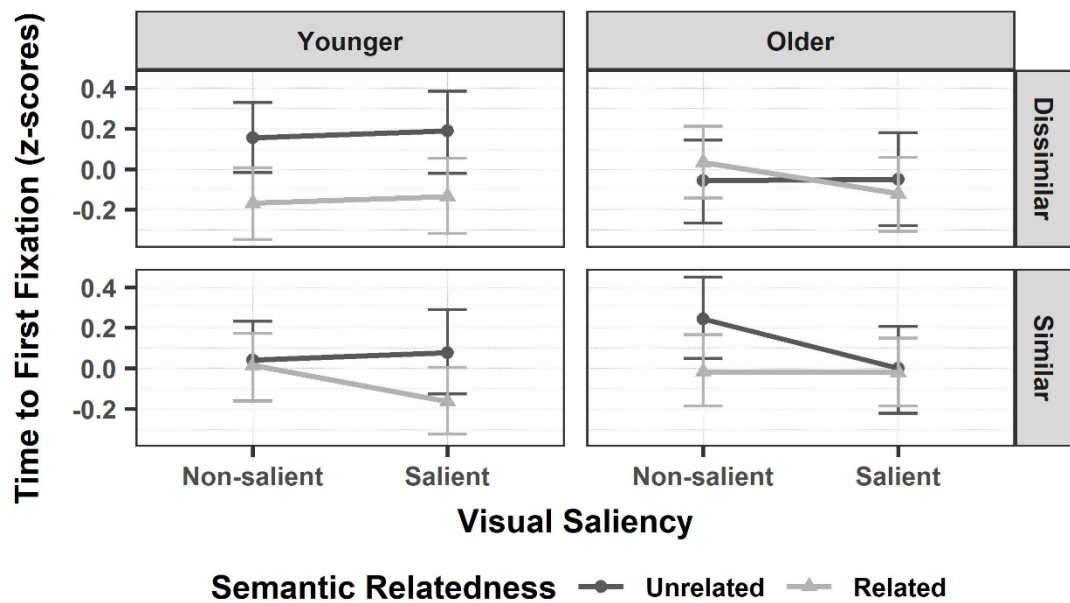 Younger
Older
Time to First Fixation (z-scores)
0.4
0.2
0.0
-0.2
Dissimilar
0.4
0.2
0.0
-0.2
Similar
Non-salient
Salient
Non-salient
Salient
Visual Saliency
Semantic Relatedness Unrelated Related